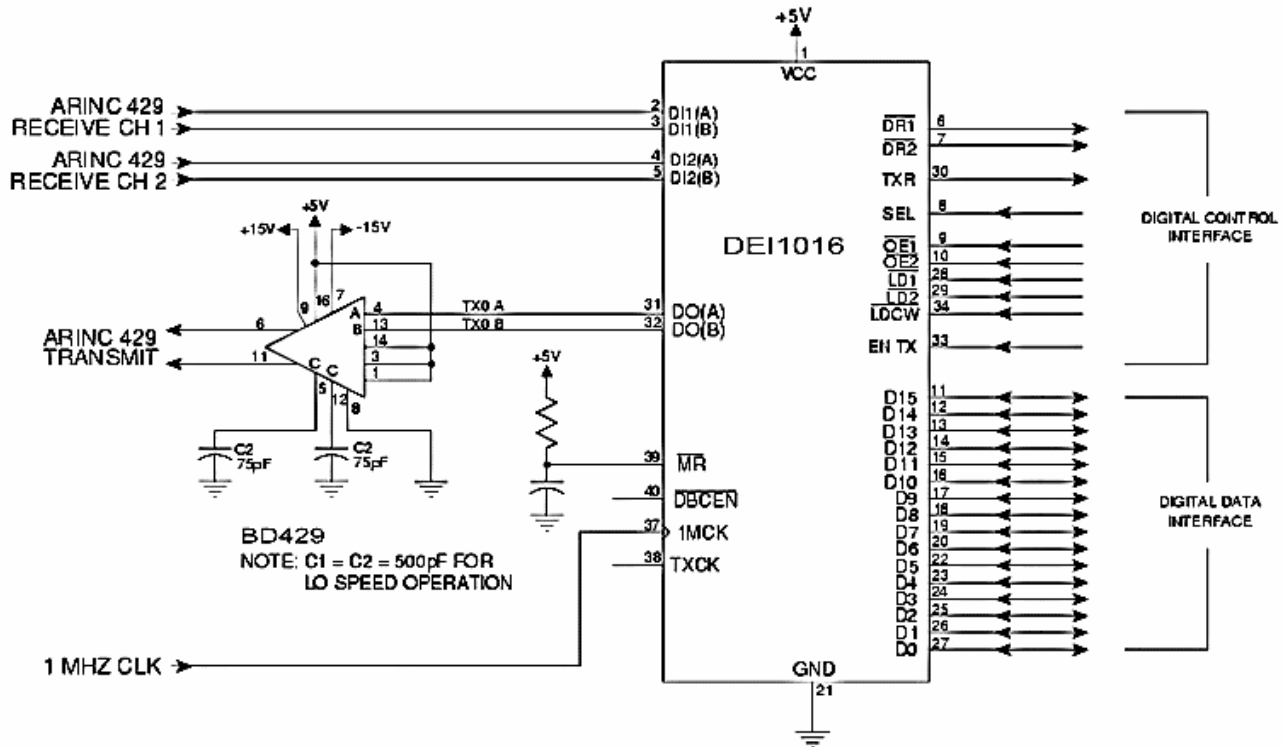 +5V
1
VCC
ARINC 429
RECEIVE CH 1
2 DI1(A)
3 DI1(B)
ARINC 429
RECEIVE CH 2
4 DI2(A)
5 DI2(B)
DEI1016
DR1 6
DR2 7
TXR 30
SEL 8
OE1 9
OE2 10
LD1 28
LD2 29
LDCW 34
EN TX 33
DIGITAL CONTROL
INTERFACE
+5V
+15V
-15V
9
16
7
A 4 TX0 A 31 DO(A)
B 13 TX0 B 32 DO(B)
14
3
1
ARINC 429
TRANSMIT
6
11
C C
5
12
8
C2
75pF
C2
75pF
+5V
39 MR
40 DBCEN
37 1MCK
38 TXCK
BD429
NOTE: C1 = C2 = 500pF FOR
LO SPEED OPERATION
1 MHZ CLK
D15 11
D14 12
D13 13
D12 14
D11 15
D10 16
D9 17
D8 18
D7 19
D6 20
D5 22
D4 23
D3 24
D2 25
D1 26
D0 27
DIGITAL DATA
INTERFACE
GND
21